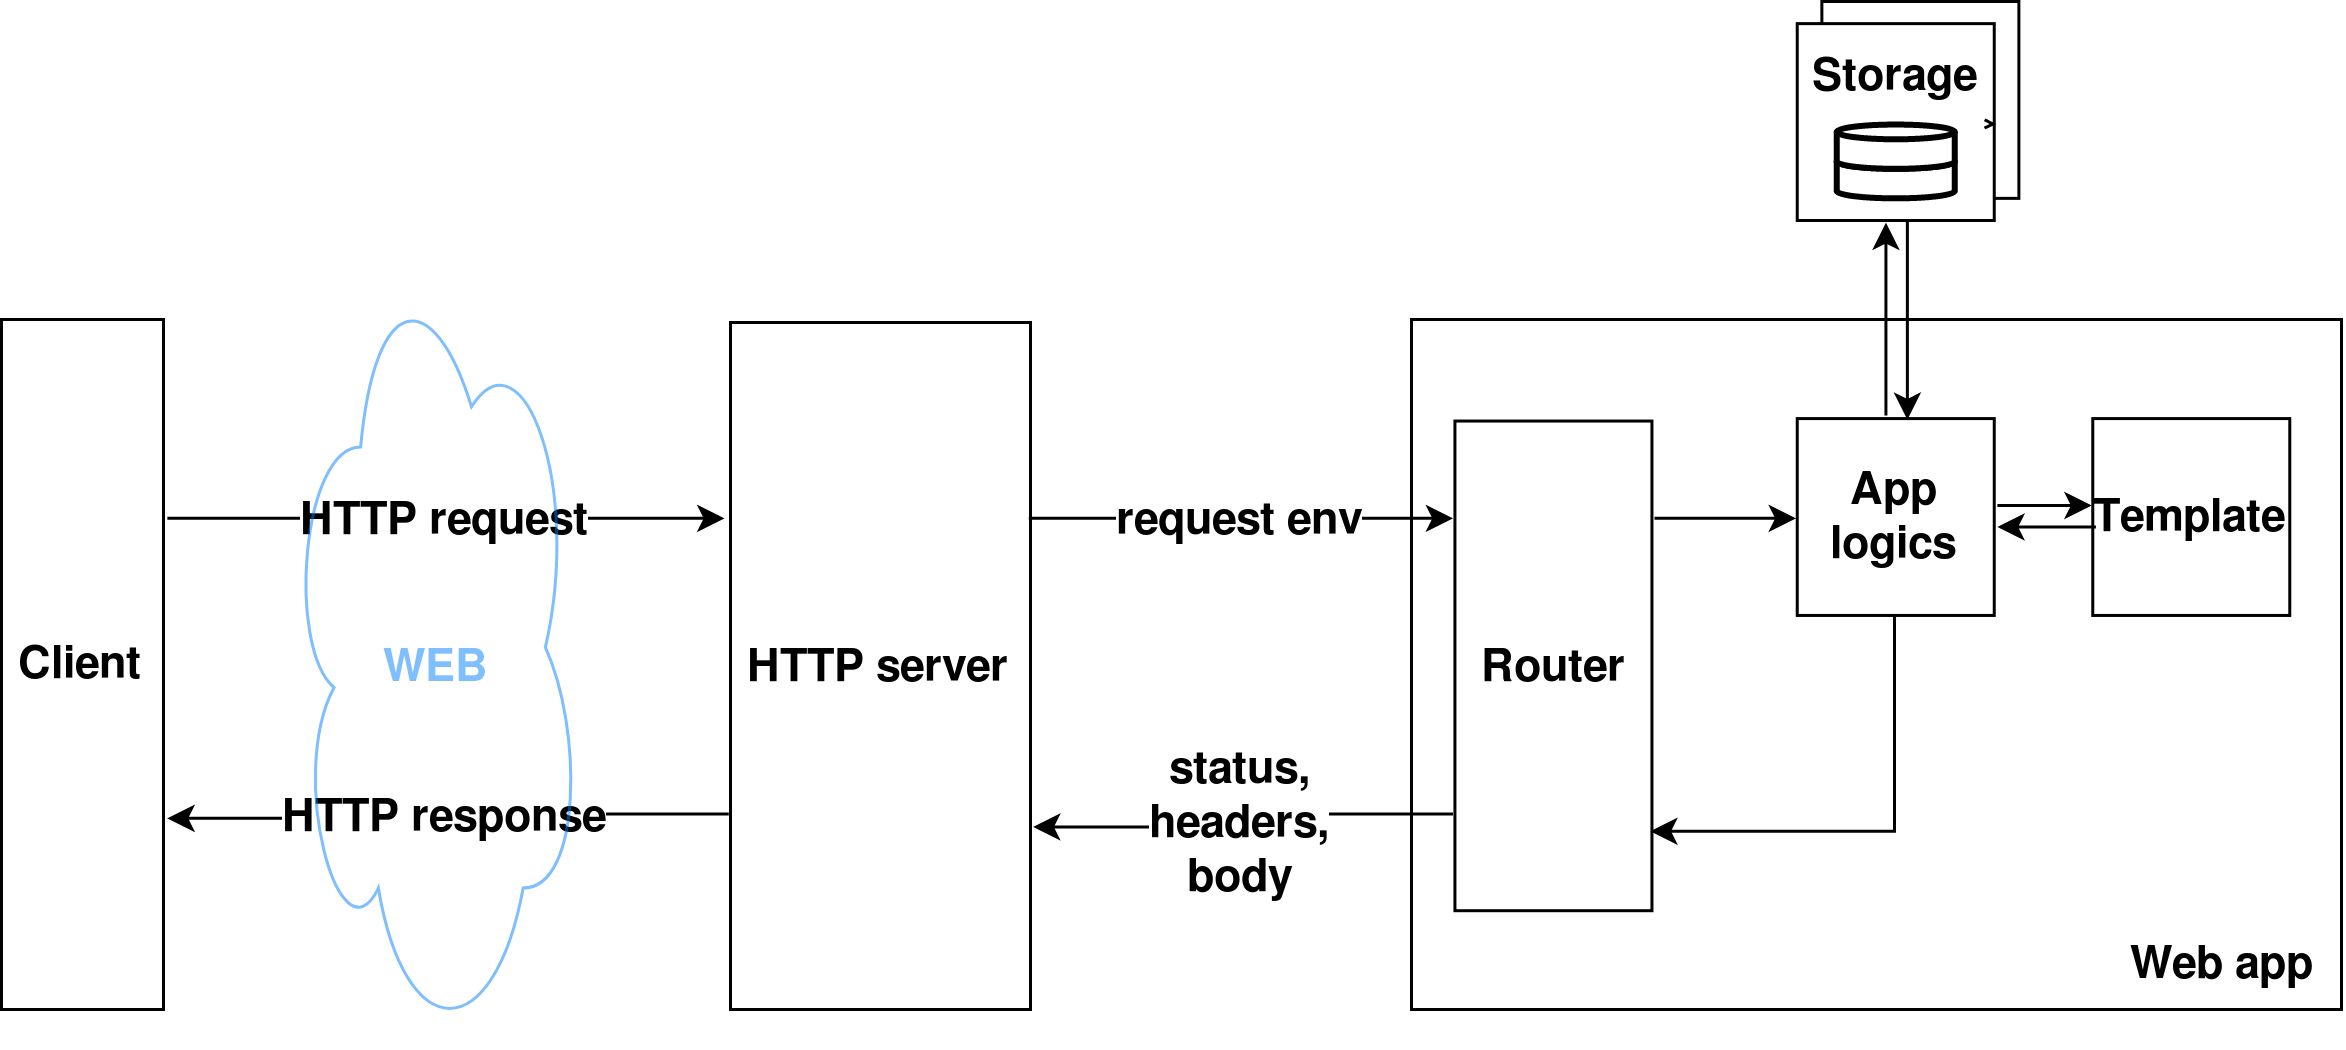 Storage
HTTP request
request env
App
logics
Template
Client
WEB
HTTP server
Router
status,
headers,
body
HTTP response
Web app